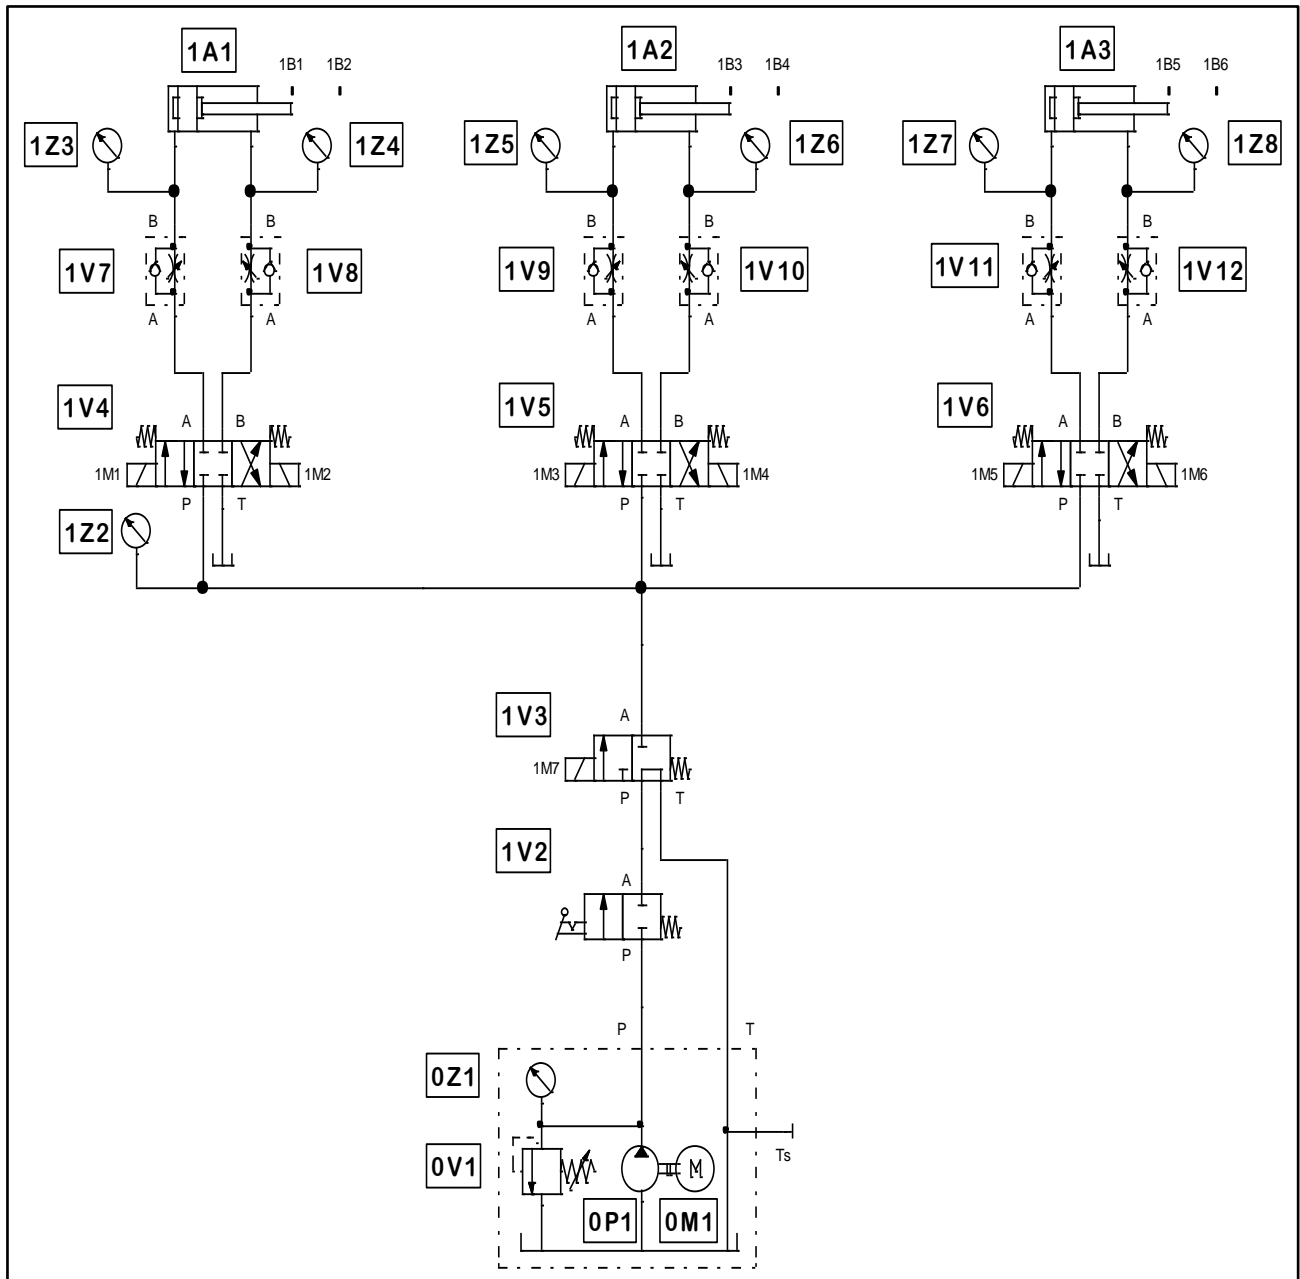 1A1
1B1 1B2
1A2
1B3 1B4
1A3
1B5 1B6
1Z3
1Z4
1Z5
1Z6
1Z7
1Z8
B B
B B
B B
1V7
1V8
1V9
1V10
1V11
1V12
A A
A A
A A
1V4
1V5
1V6
A B
A B
A B
1M1 1M2
1M3 1M4
1M5 1M6
P T
P T
P T
1Z2
1V3
A
1M7
P T
1V2
A
P
P T
0Z1
M
Ts
0V1
0P1
0M1